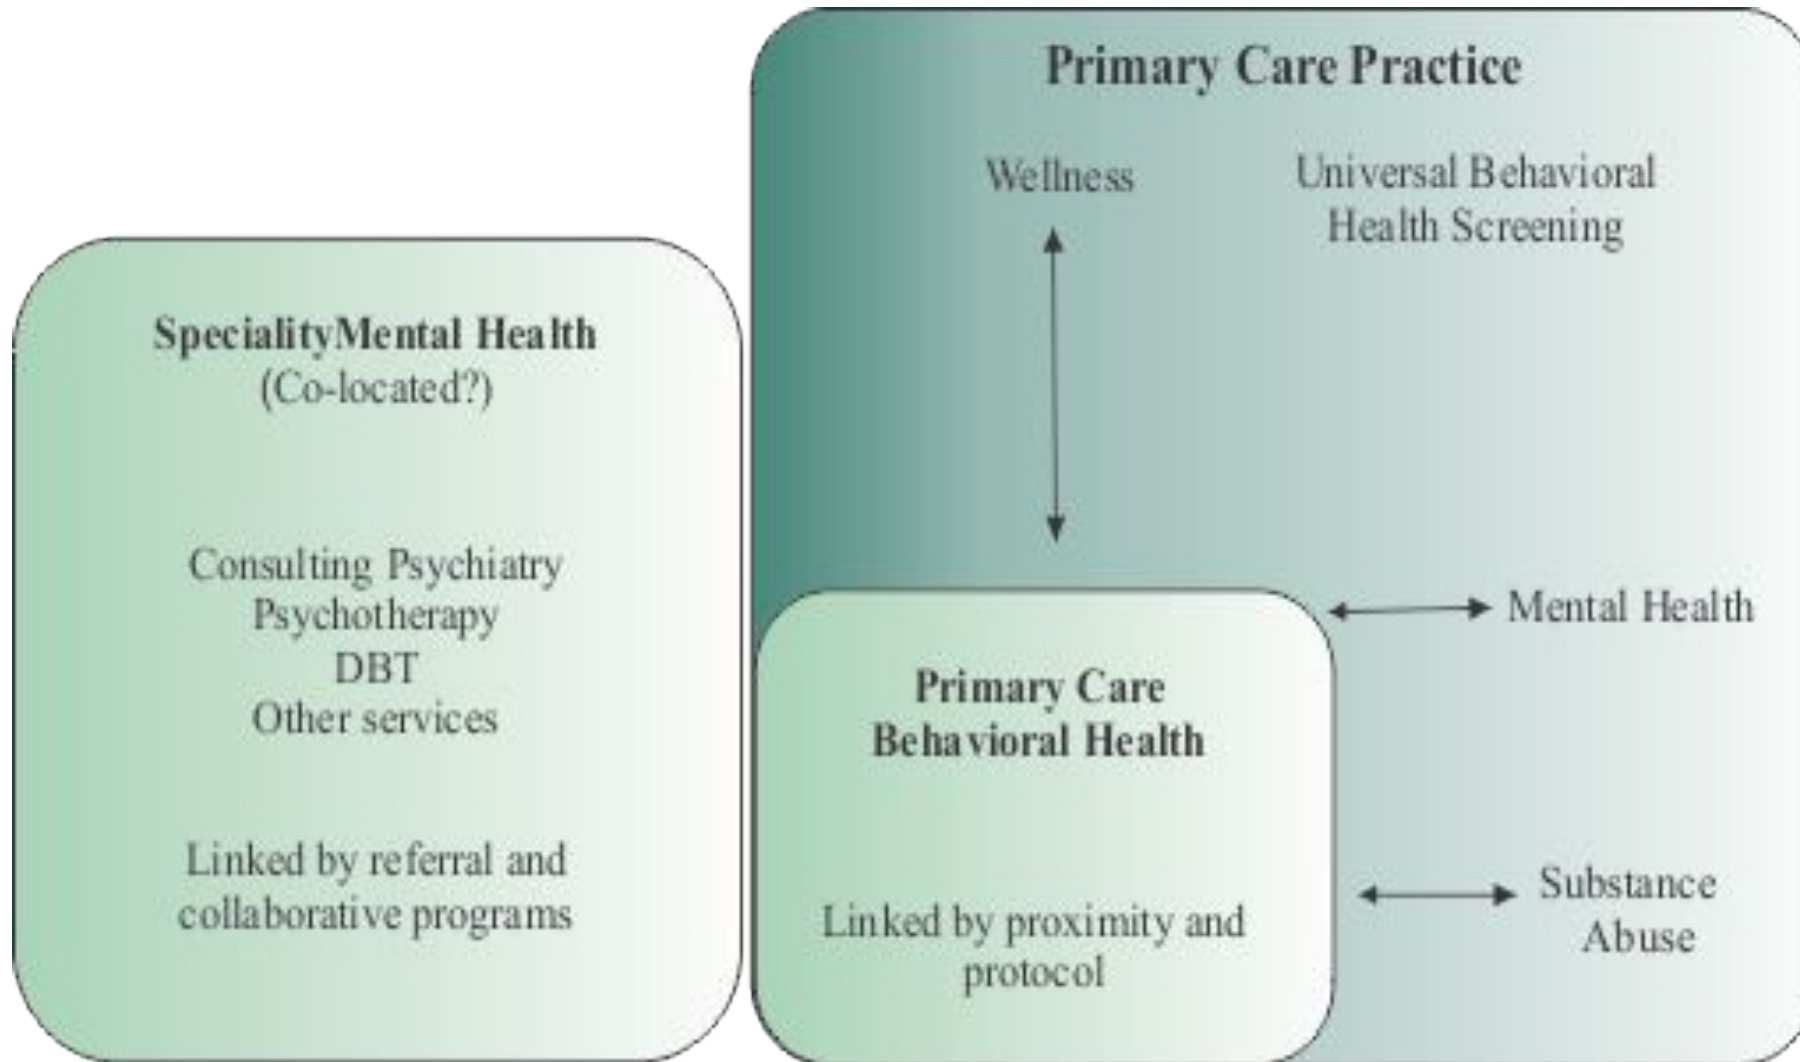 Primary Care Practice
Wellness
Universal Behavioral
Health Screening
SpecialityMental Health
(Co-located?)
Consulting Psychiatry
Psychotherapy
DBT
Other services
Linked by referral and
collaborative programs
Primary Care
Behavioral Health
Linked by proximity and
protocol
Mental Health
Substance
Abuse